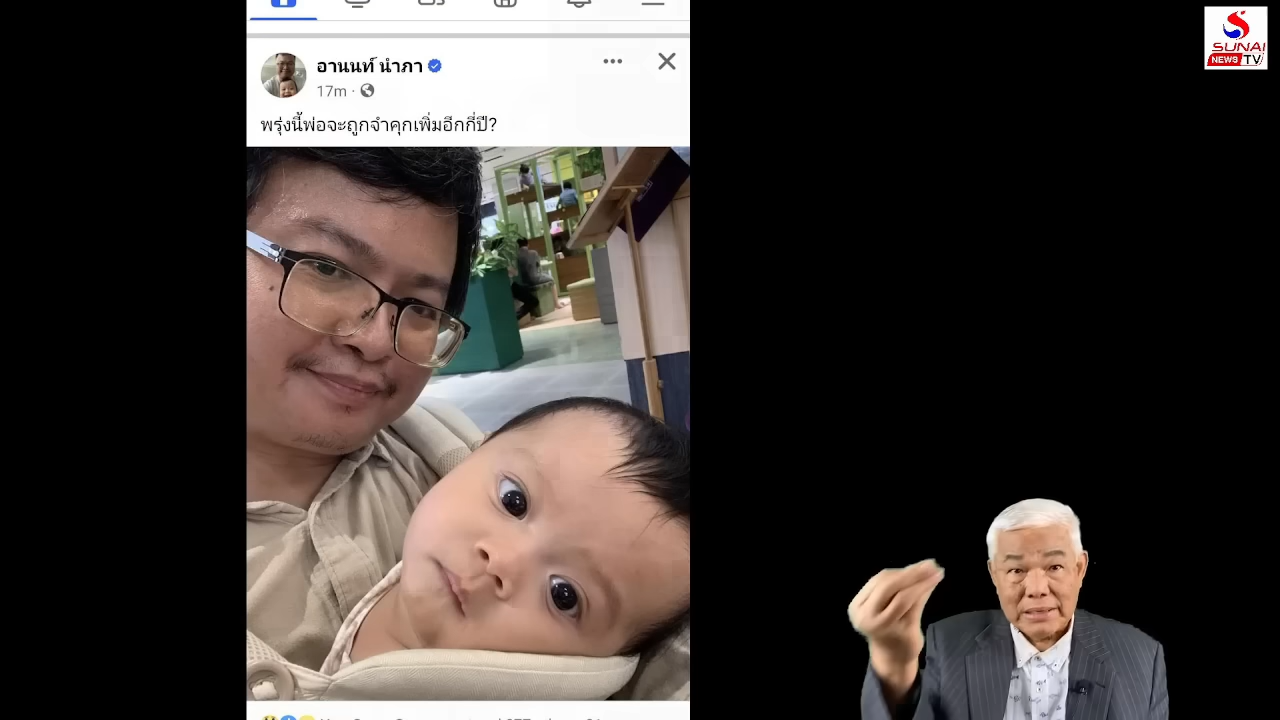 อานนท์ นำภา
17m
พรุ่งนี้พ่อจะถูกจำคุกเพิ่มอีกกี่ปี?
SUNAI
NEWS TV